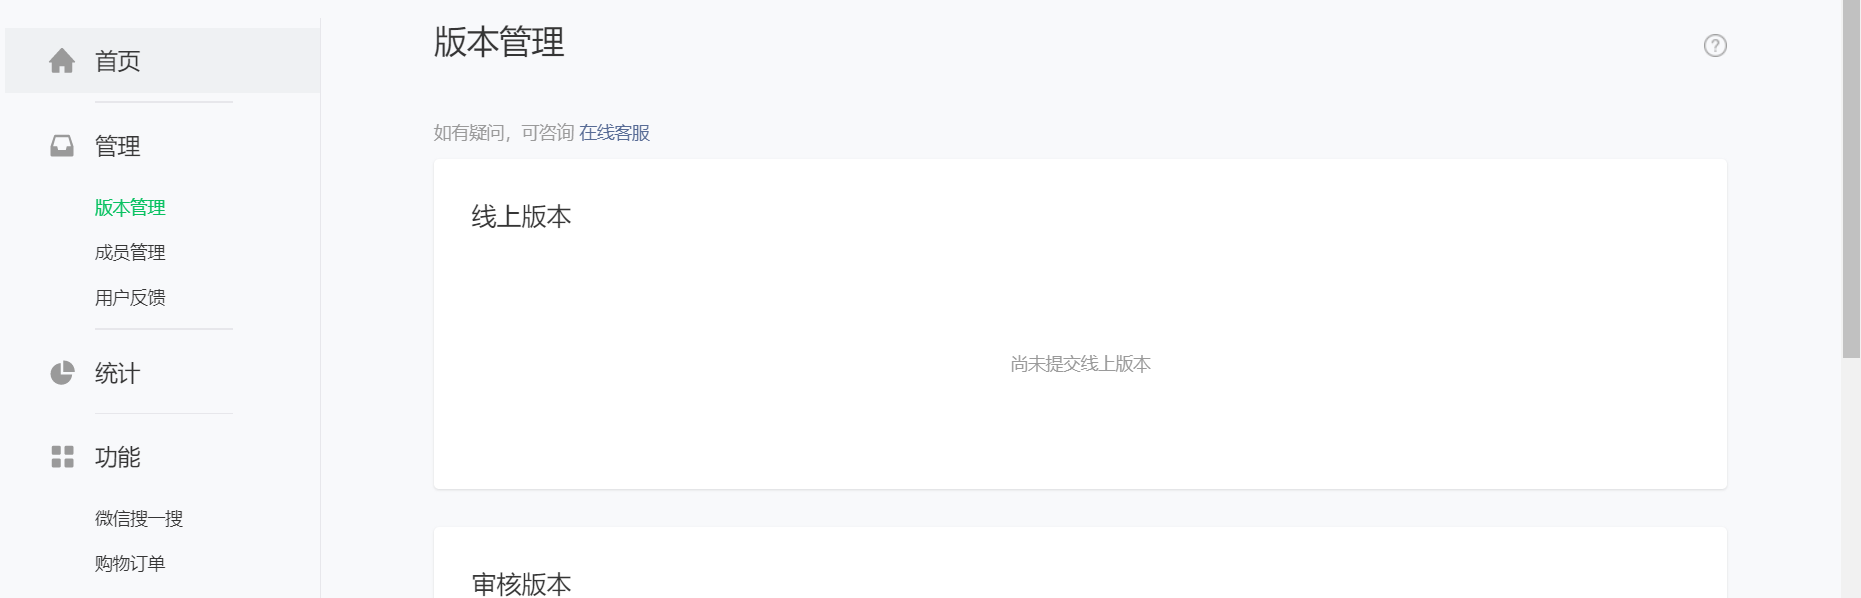 首页
管理
版本管理
成员管理
用户反馈
统计
功能
微信搜一搜
购物订单
版本管理
?
如有疑问，可咨询 在线客服
线上版本
尚未提交线上版本
审核版本